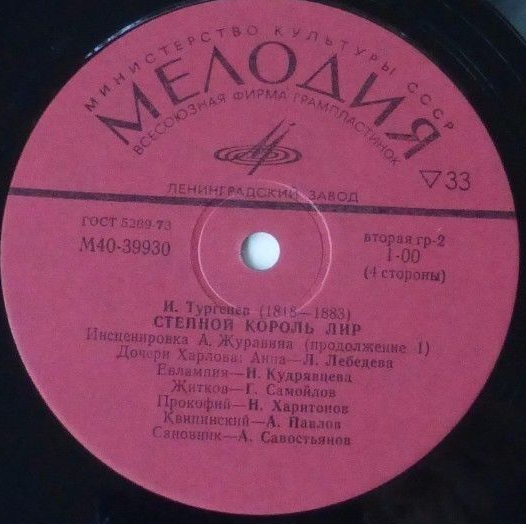 МИНИСТЕРСТВО КУЛЬТУРЫ СССР
МЕЛОДИЯ
ВСЕСОЮЗНАЯ ФИРМА ГРАМПЛАСТИНОК
▽33
ЛЕНИНГРАДСКИЙ ЗАВОД
ГОСТ 5289-73
М40-39930
вторая гр-2
1-00
(4 стороны)
И. Тургенев (1818—1883)
СТЕПНОЙ КОРОЛЬ ЛИР
Инсценировка А. Журавина (продолжение 1)
Дочери Харлова: Анна—Л. Лебедева
Евлампия—И. Кудрявцева
Житков—Г. Самойлов
Прокофий—Н. Харитонов
Квицинский—А. Павлов
Сановник—А. Савостьянов